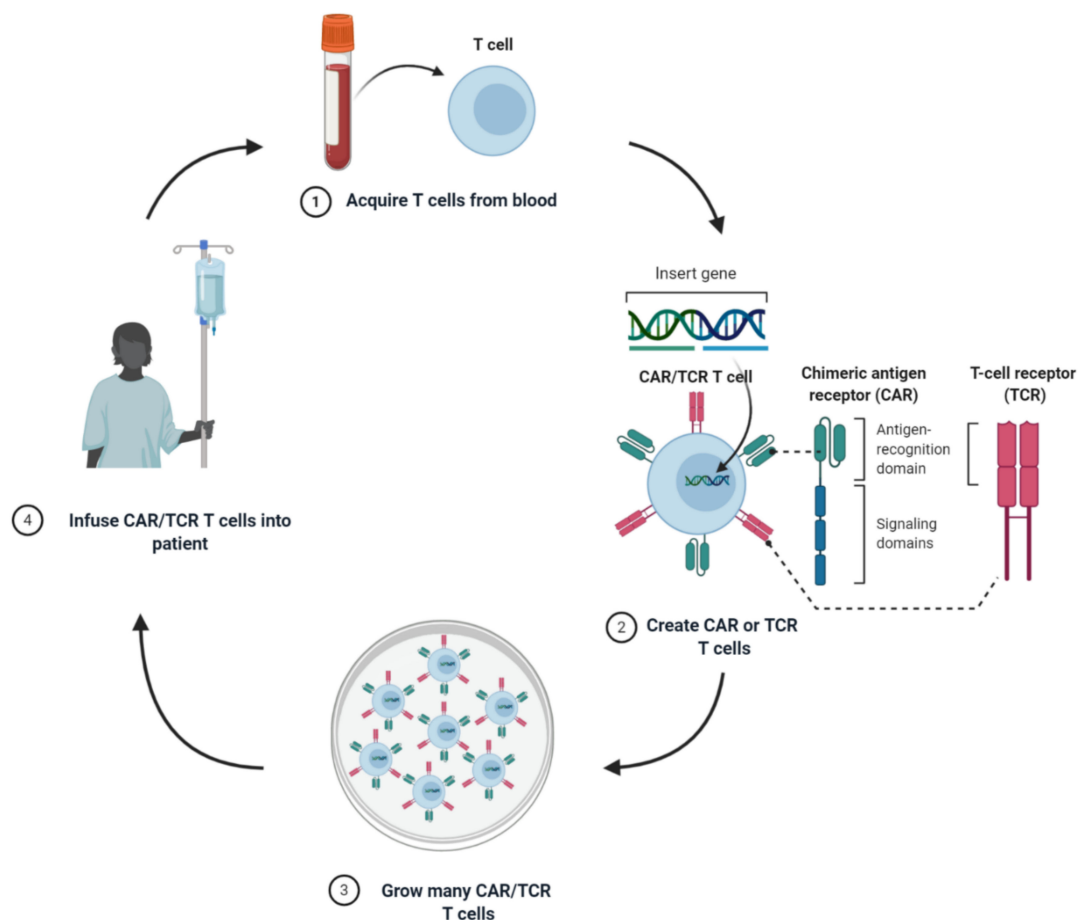 T cell
1 Acquire T cells from blood
Insert gene
CAR/TCR T cell
Chimeric antigen
receptor (CAR)
T-cell receptor
(TCR)
Antigen-
recognition
domain
Signaling
domains
2 Create CAR or TCR
T cells
3 Grow many CAR/TCR
T cells
4 Infuse CAR/TCR T cells into
patient